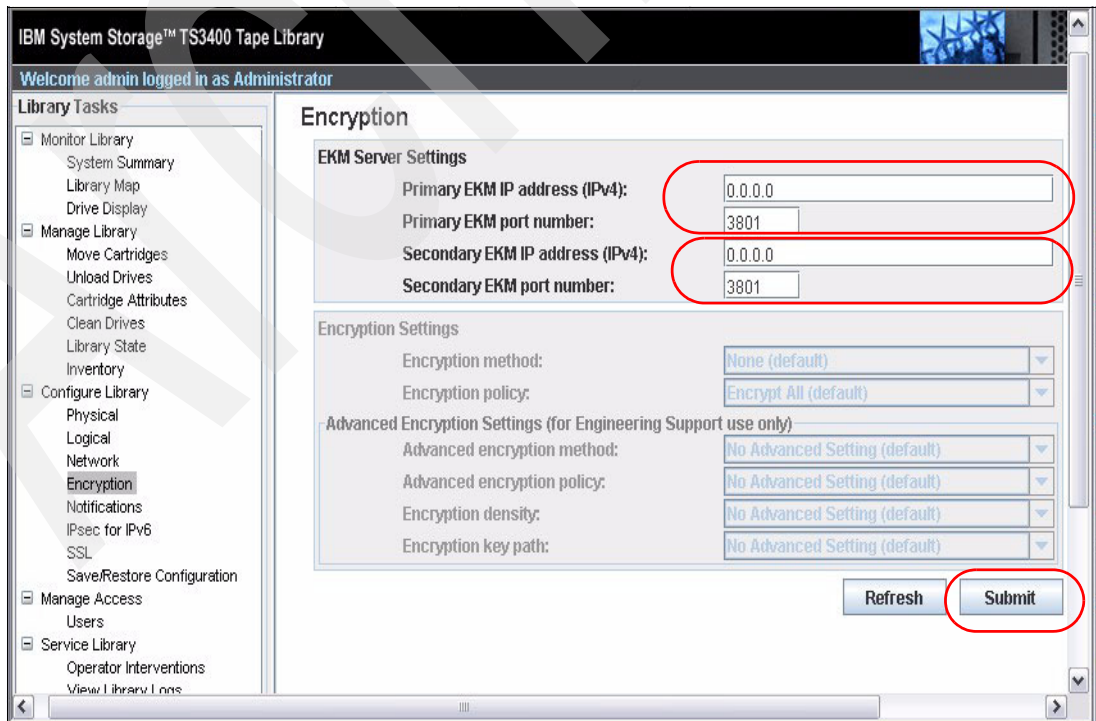 IBM System Storage™ TS3400 Tape Library
Welcome admin logged in as Administrator
Library Tasks
Monitor Library
System Summary
Library Map
Drive Display
Manage Library
Move Cartridges
Unload Drives
Cartridge Attributes
Clean Drives
Library State
Inventory
Configure Library
Physical
Logical
Network
Encryption
Notifications
IPsec for IPv6
SSL
Save/Restore Configuration
Manage Access
Users
Service Library
Operator Interventions
View Library Logs
Encryption
EKM Server Settings
Primary EKM IP address (IPv4): 0.0.0.0
Primary EKM port number: 3801
Secondary EKM IP address (IPv4): 0.0.0.0
Secondary EKM port number: 3801
Encryption Settings
Encryption method: None (default)
Encryption policy: Encrypt All (default)
Advanced Encryption Settings (for Engineering Support use only)
Advanced encryption method: No Advanced Setting (default)
Advanced encryption policy: No Advanced Setting (default)
Encryption density: No Advanced Setting (default)
Encryption key path: No Advanced Setting (default)
Refresh Submit